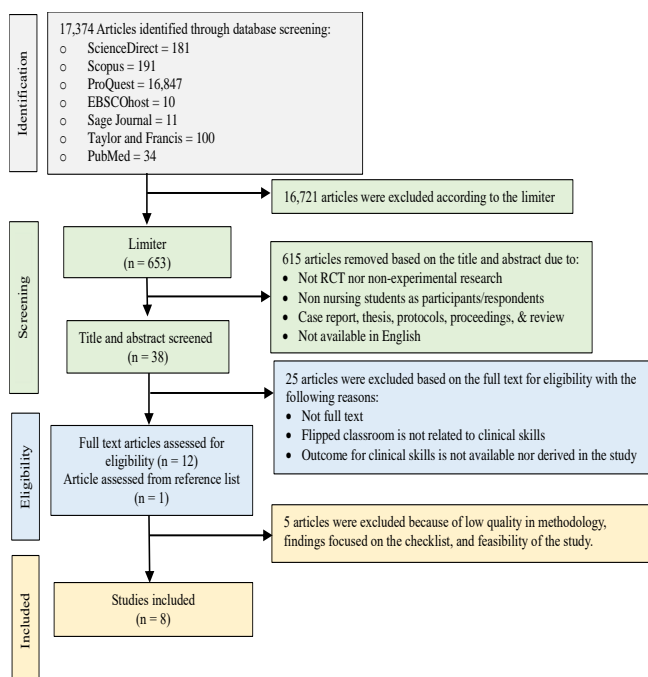 Identification
17,374 Articles identified through database screening:
o ScienceDirect = 181
o Scopus = 191
o ProQuest = 16,847
o EBSCOhost = 10
o Sage Journal = 11
o Taylor and Francis = 100
o PubMed = 34
16,721 articles were excluded according to the limiter
Screening
Limiter
(n = 653)
615 articles removed based on the title and abstract due to:
• Not RCT nor non-experimental research
• Non nursing students as participants/respondents
• Case report, thesis, protocols, proceedings, & review
• Not available in English
Title and abstract screened
(n = 38)
25 articles were excluded based on the full text for eligibility with the
following reasons:
• Not full text
• Flipped classroom is not related to clinical skills
• Outcome for clinical skills is not available nor derived in the study
Eligibility
Full text articles assessed for
eligibility (n = 12)
Article assessed from reference list
(n = 1)
5 articles were excluded because of low quality in methodology,
findings focused on the checklist, and feasibility of the study.
Included
Studies included
(n = 8)